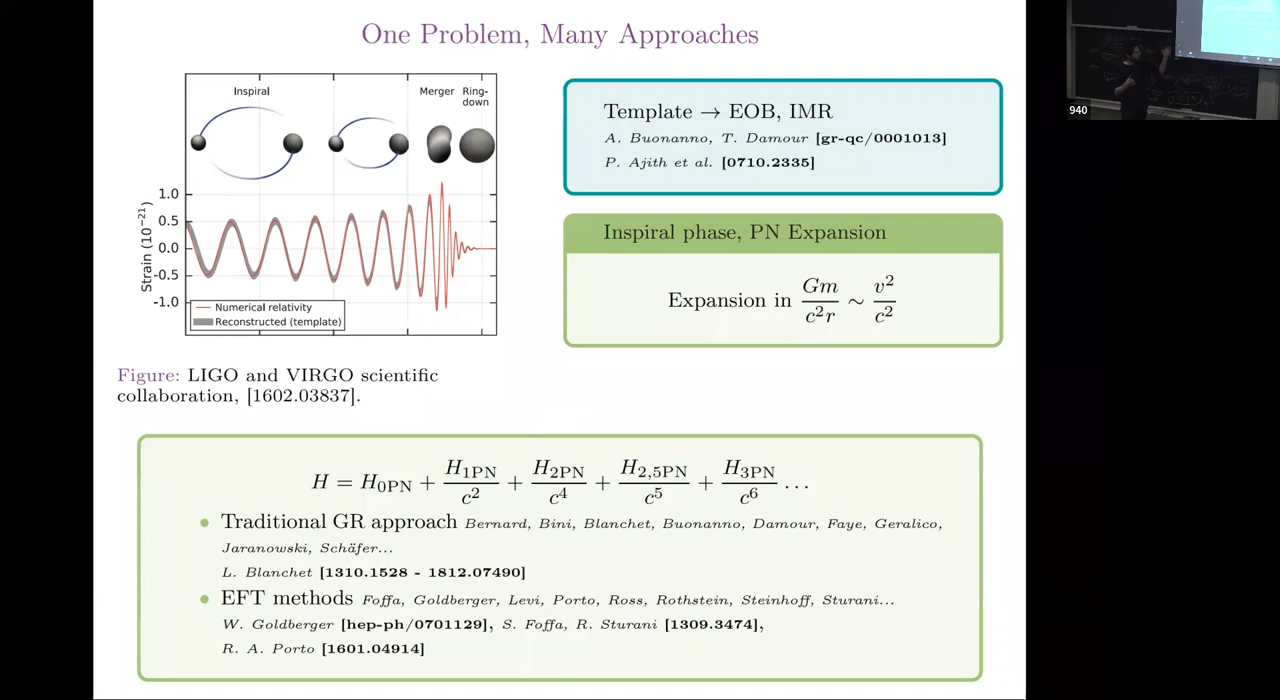 One Problem, Many Approaches
Inspiral
Merger
Ring-
down
1.0
0.5
0.0
-0.5
-1.0
Strain (10⁻²¹)
Numerical relativity
Reconstructed (template)
Figure: LIGO and VIRGO scientific
collaboration, [1602.03837].
Template → EOB, IMR
A. Buonanno, T. Damour [gr-qc/0001013]
P. Ajith et al. [0710.2335]
Inspiral phase, PN Expansion
Expansion in Gm/c²r ∼ v²/c²
H = H₀PN + H₁PN/c² + H₂PN/c⁴ + H₂,₅PN/c⁵ + H₃PN/c⁶ ...
• Traditional GR approach Bernard, Bini, Blanchet, Buonanno, Damour, Faye, Geralico,
Jaranowski, Schäfer...
L. Blanchet [1310.1528 - 1812.07490]
• EFT methods Foffa, Goldberger, Levi, Porto, Ross, Rothstein, Steinhoff, Sturani...
W. Goldberger [hep-ph/0701129], S. Foffa, R. Sturani [1309.3474],
R. A. Porto [1601.04914]
940